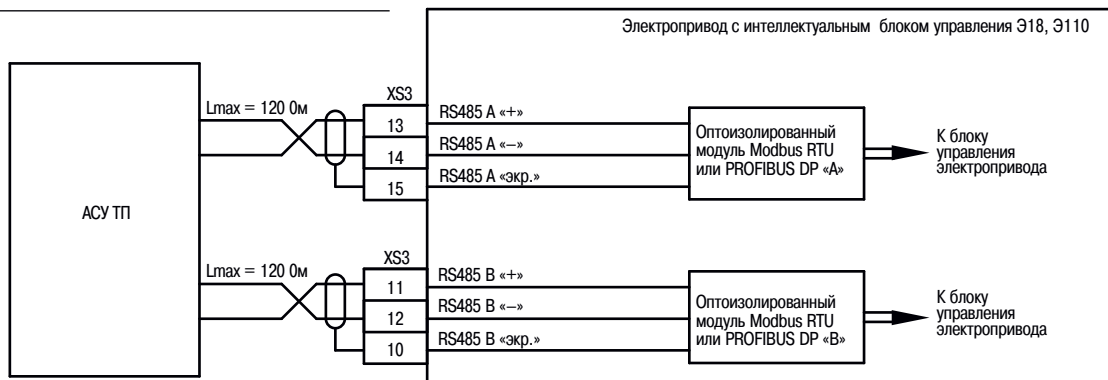 Электропривод с интеллектуальным блоком управления Э18, Э110
АСУ ТП
Lmax = 120 Ом
XS3
13
14
15
RS485 A «+»
RS485 A «–»
RS485 A «экр.»
Оптоизолированный
модуль Modbus RTU
или PROFIBUS DP «А»
К блоку
управления
электропривода
Lmax = 120 Ом
XS3
11
12
10
RS485 B «+»
RS485 B «–»
RS485 B «экр.»
Оптоизолированный
модуль Modbus RTU
или PROFIBUS DP «В»
К блоку
управления
электропривода